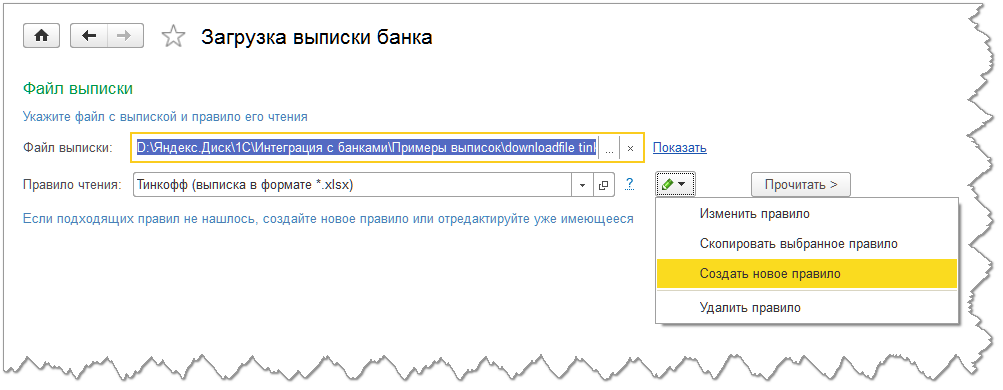 Загрузка выписки банка
Файл выписки
Укажите файл с выпиской и правило его чтения
Файл выписки: D:\Яндекс.Диск\1С\Интеграция с банками\Примеры выписок\downloadfile tin ... × Показать
Правило чтения: Тинкофф (выписка в формате *.xlsx) ? Прочитать >
Если подходящих правил не нашлось, создайте новое правило или отредактируйте уже имеющееся
Изменить правило
Скопировать выбранное правило
Создать новое правило
Удалить правило